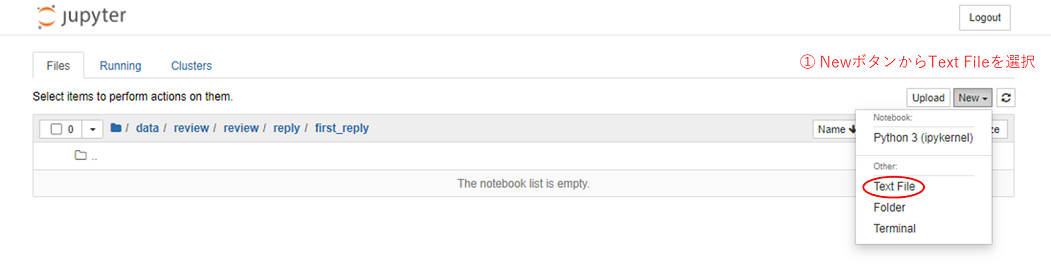 jupyter
Logout
Files Running Clusters
① NewボタンからText Fileを選択
Select items to perform actions on them.
Upload New
0 / data / review / review / reply / first_reply
Name
Notebook:
Python 3 (ipykernel)
..
Other:
The notebook list is empty.
Text File
Folder
Terminal